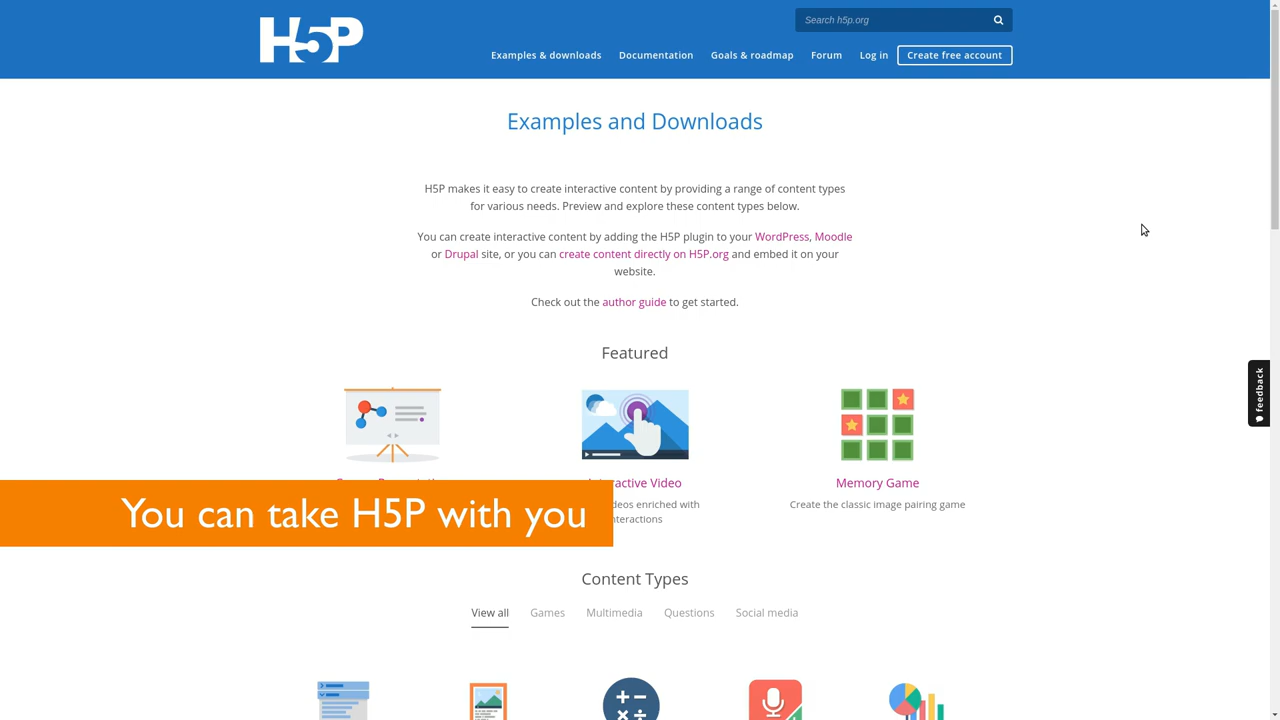 H5P
Search h5p.org
Examples & downloads
Documentation
Goals & roadmap
Forum
Log in
Create free account
Examples and Downloads
H5P makes it easy to create interactive content by providing a range of content types
for various needs. Preview and explore these content types below.
You can create interactive content by adding the H5P plugin to your WordPress, Moodle
or Drupal site, or you can create content directly on H5P.org and embed it on your
website.
Check out the author guide to get started.
Featured
feedback
Video
Memory Game
enriched with
Create the classic image pairing game
You can take H5P with you
Content Types
View all
Games
Multimedia
Questions
Social media